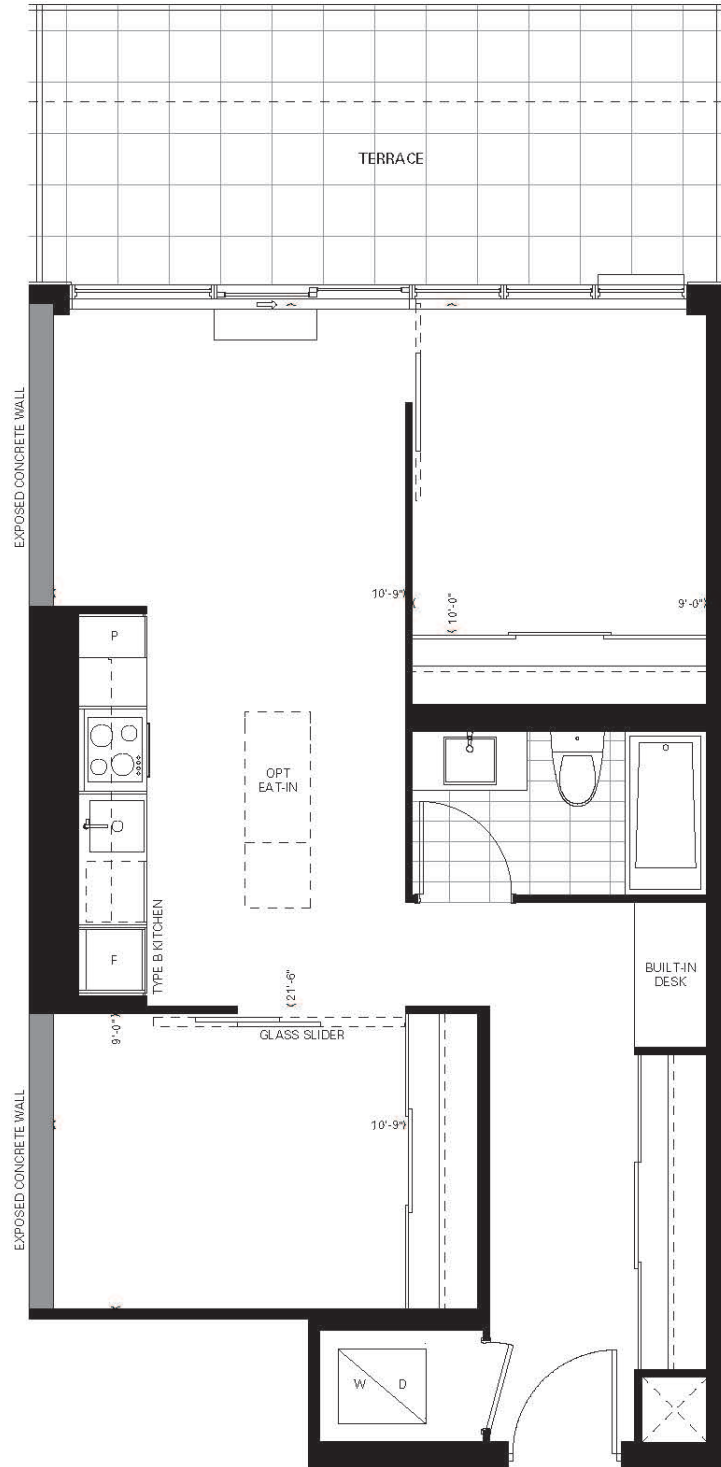 TERRACE
EXPOSED CONCRETE WALL
10'-9"
10'-0"
9'-0"
P
OPT
EAT-IN
F
TYPE B KITCHEN
21'-6"
BUILT-IN
DESK
9'-0"
GLASS SLIDER
EXPOSED CONCRETE WALL
10'-9"
W D